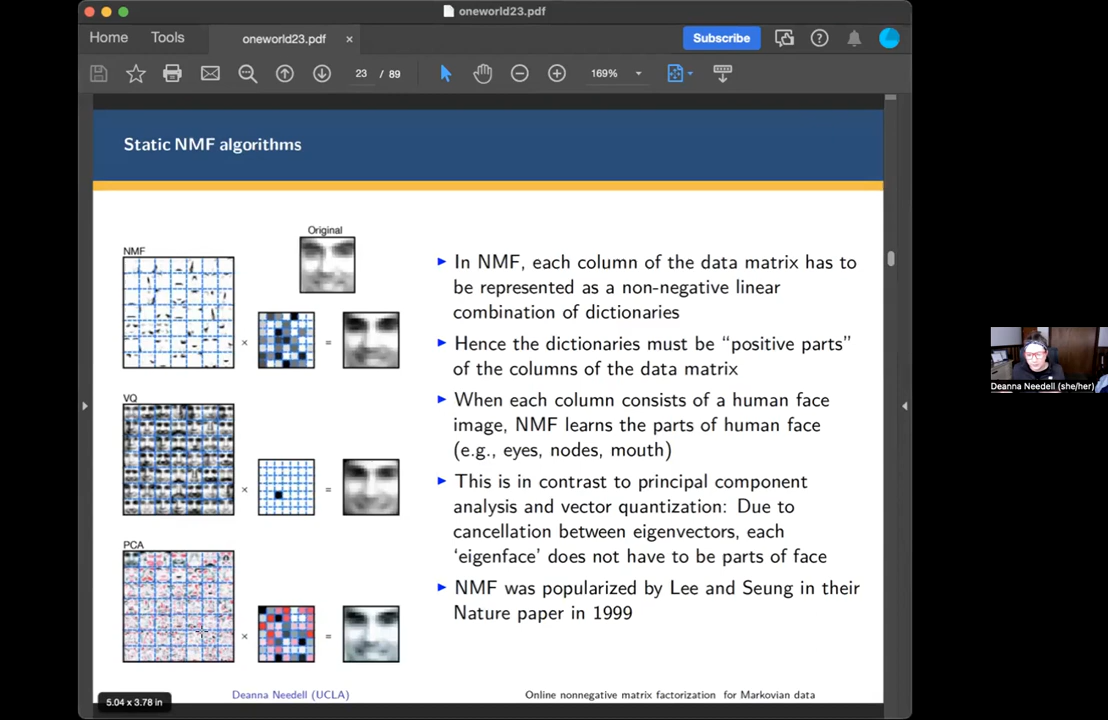 oneworld23.pdf
Home
Tools
oneworld23.pdf
×
Subscribe
23 / 89
169%
Static NMF algorithms
Original
NMF
× =
VQ
× =
PCA
× =
▶ In NMF, each column of the data matrix has to
be represented as a non-negative linear
combination of dictionaries
▶ Hence the dictionaries must be “positive parts”
of the columns of the data matrix
▶ When each column consists of a human face
image, NMF learns the parts of human face
(e.g., eyes, nodes, mouth)
▶ This is in contrast to principal component
analysis and vector quantization: Due to
cancellation between eigenvectors, each
‘eigenface’ does not have to be parts of face
▶ NMF was popularized by Lee and Seung in their
Nature paper in 1999
Deanna Needell (UCLA)
Online nonnegative matrix factorization for Markovian data
5.04 x 3.78 in
Deanna Needell (she/her)